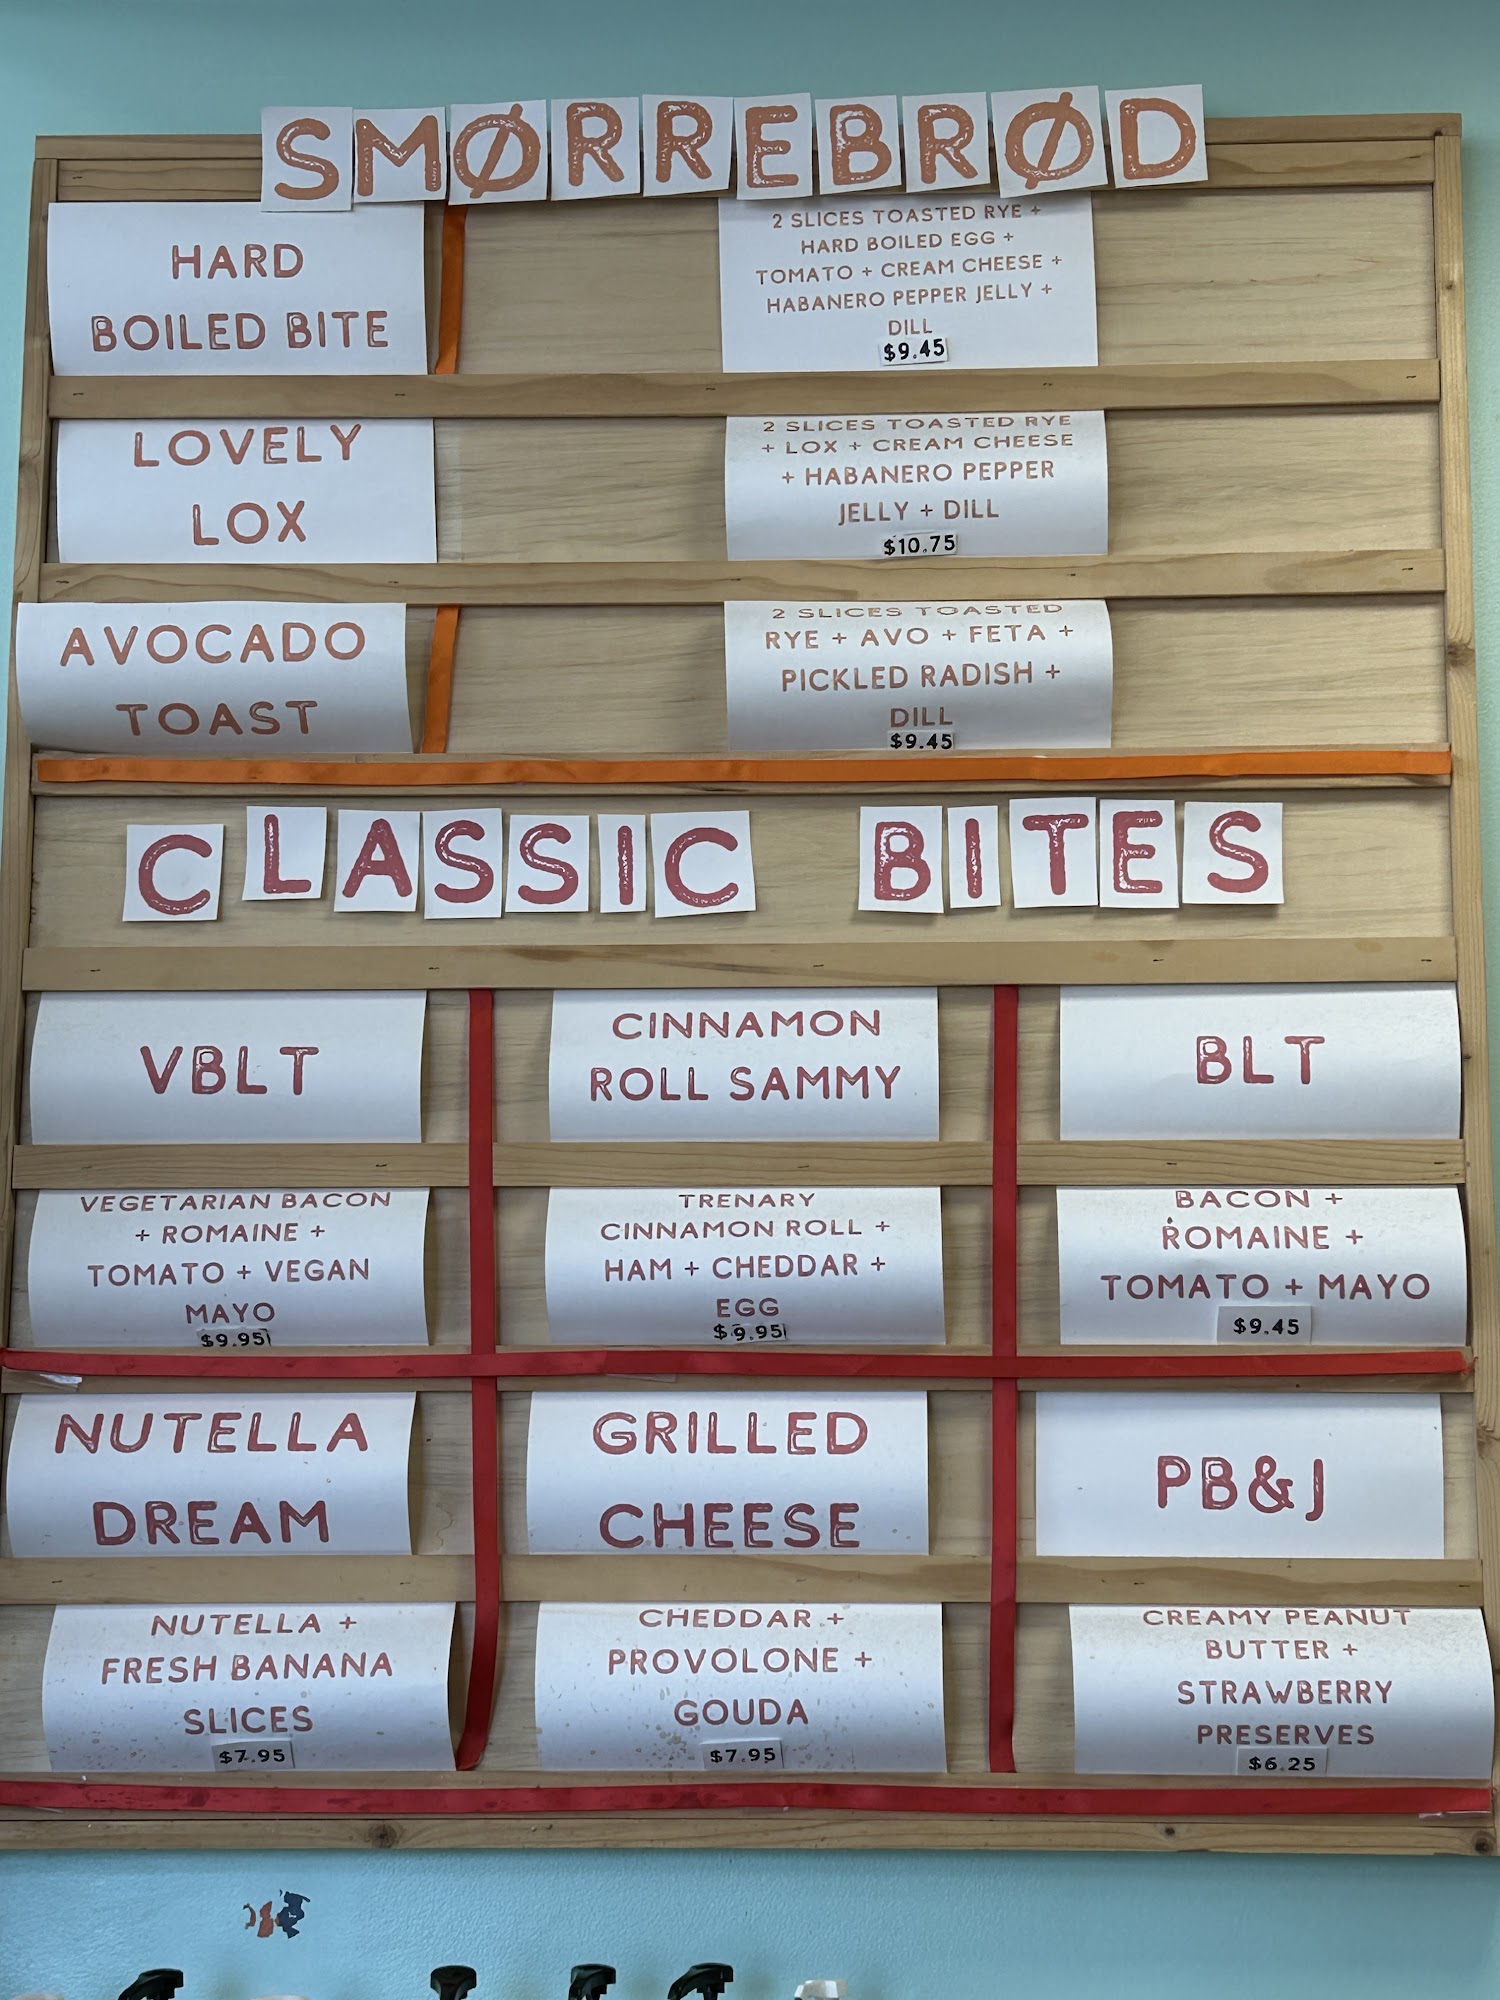 SMØRREBRØD
HARD
BOILED BITE
2 SLICES TOASTED RYE +
HARD BOILED EGG +
TOMATO + CREAM CHEESE +
HABANERO PEPPER JELLY +
DILL
$9.45
LOVELY
LOX
2 SLICES TOASTED RYE
+ LOX + CREAM CHEESE
+ HABANERO PEPPER
JELLY + DILL
$10.75
AVOCADO
TOAST
2 SLICES TOASTED
RYE + AVO + FETA +
PICKLED RADISH +
DILL
$9.45
CLASSIC BITES
VBLT
VEGETARIAN BACON
+ ROMAINE +
TOMATO + VEGAN
MAYO
$9.95
CINNAMON
ROLL SAMMY
TRENARY
CINNAMON ROLL +
HAM + CHEDDAR +
EGG
$9.95
BLT
BACON +
ROMAINE +
TOMATO + MAYO
$9.45
NUTELLA
DREAM
NUTELLA +
FRESH BANANA
SLICES
$7.95
GRILLED
CHEESE
CHEDDAR +
PROVOLONE +
GOUDA
$7.95
PB&J
CREAMY PEANUT
BUTTER +
STRAWBERRY
PRESERVES
$6.25